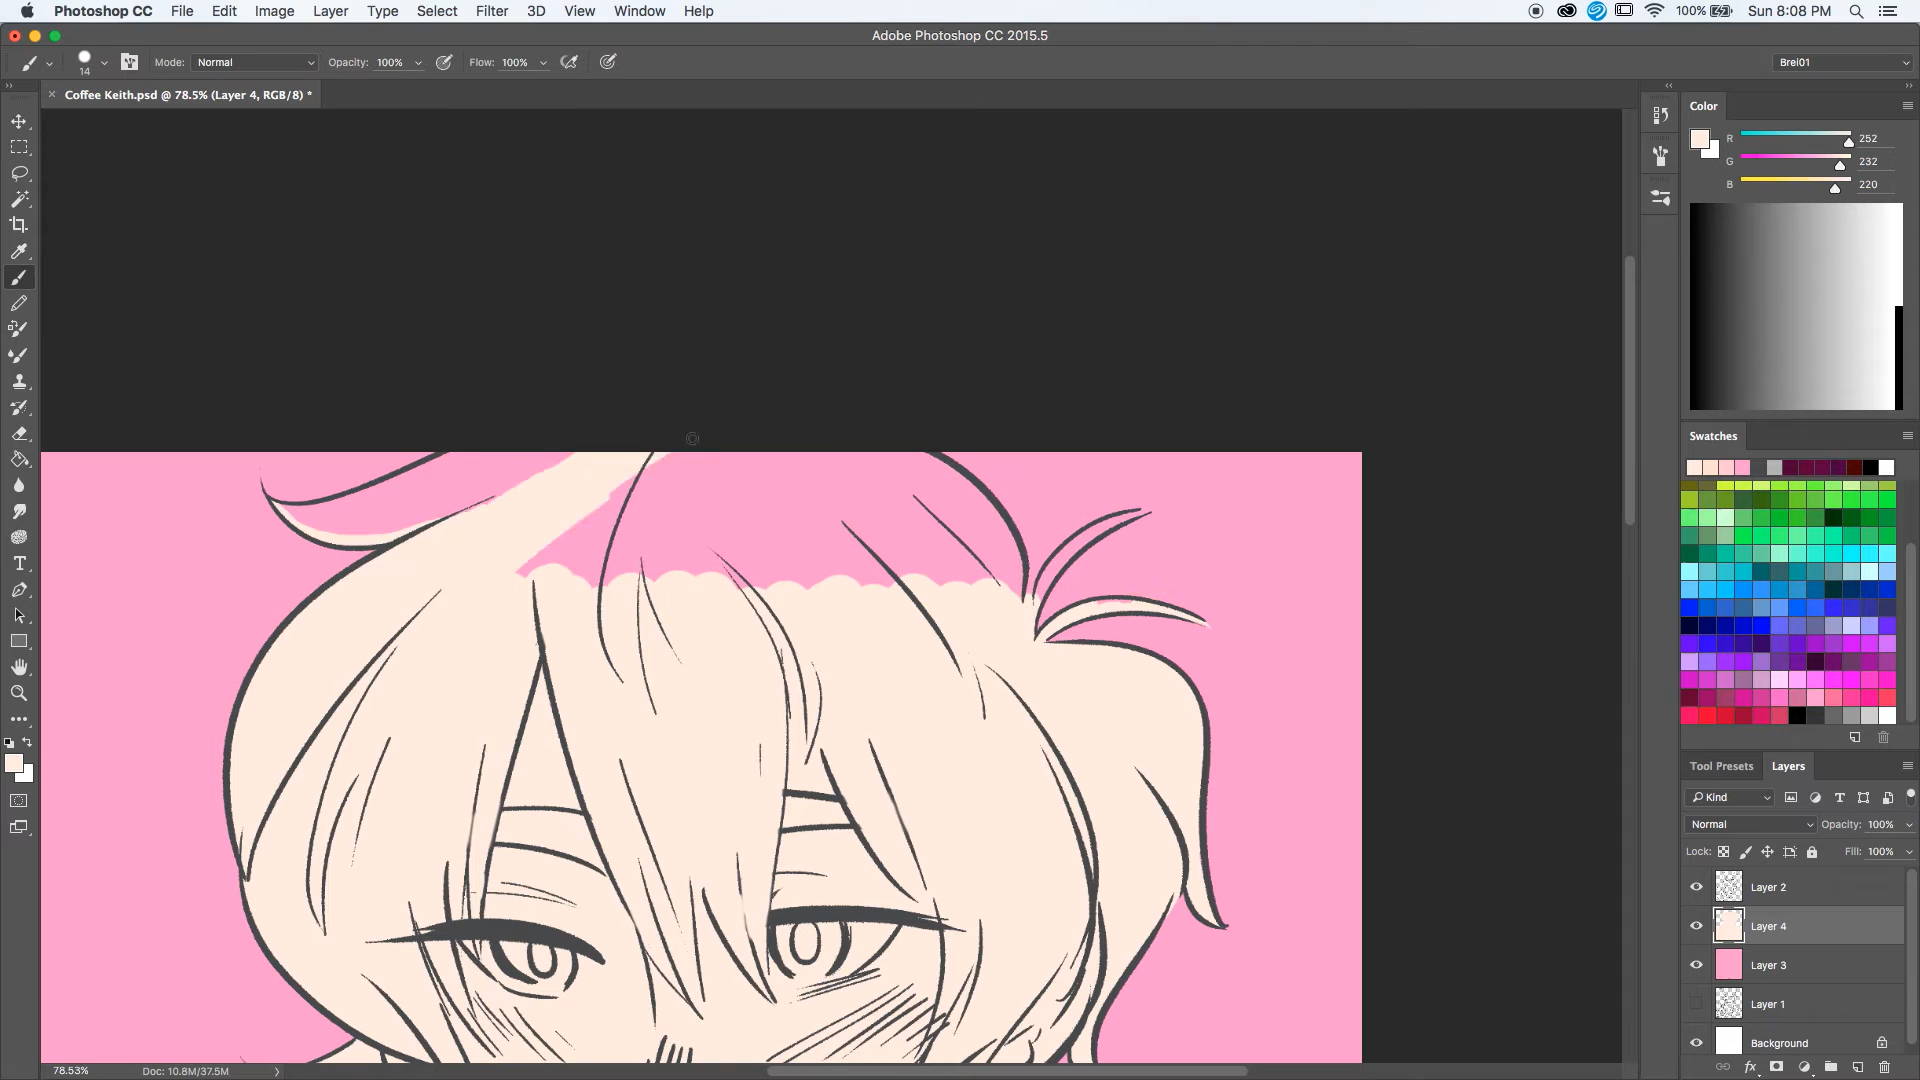 Photoshop CC File Edit Image Layer Type Select Filter 3D View Window Help 100% Sun 8:08 PM
Adobe Photoshop CC 2015.5
14 Mode: Normal Opacity: 100% Flow: 100% Brei01
Coffee Keith.psd @ 78.5% (Layer 4, RGB/8) *
Color
R 252
G 232
B 220
Swatches
Tool Presets Layers
Kind
Normal Opacity: 100%
Lock: Fill: 100%
Layer 2
Layer 4
Layer 3
Layer 1
Background
78.53% Doc: 10.8M/37.5M